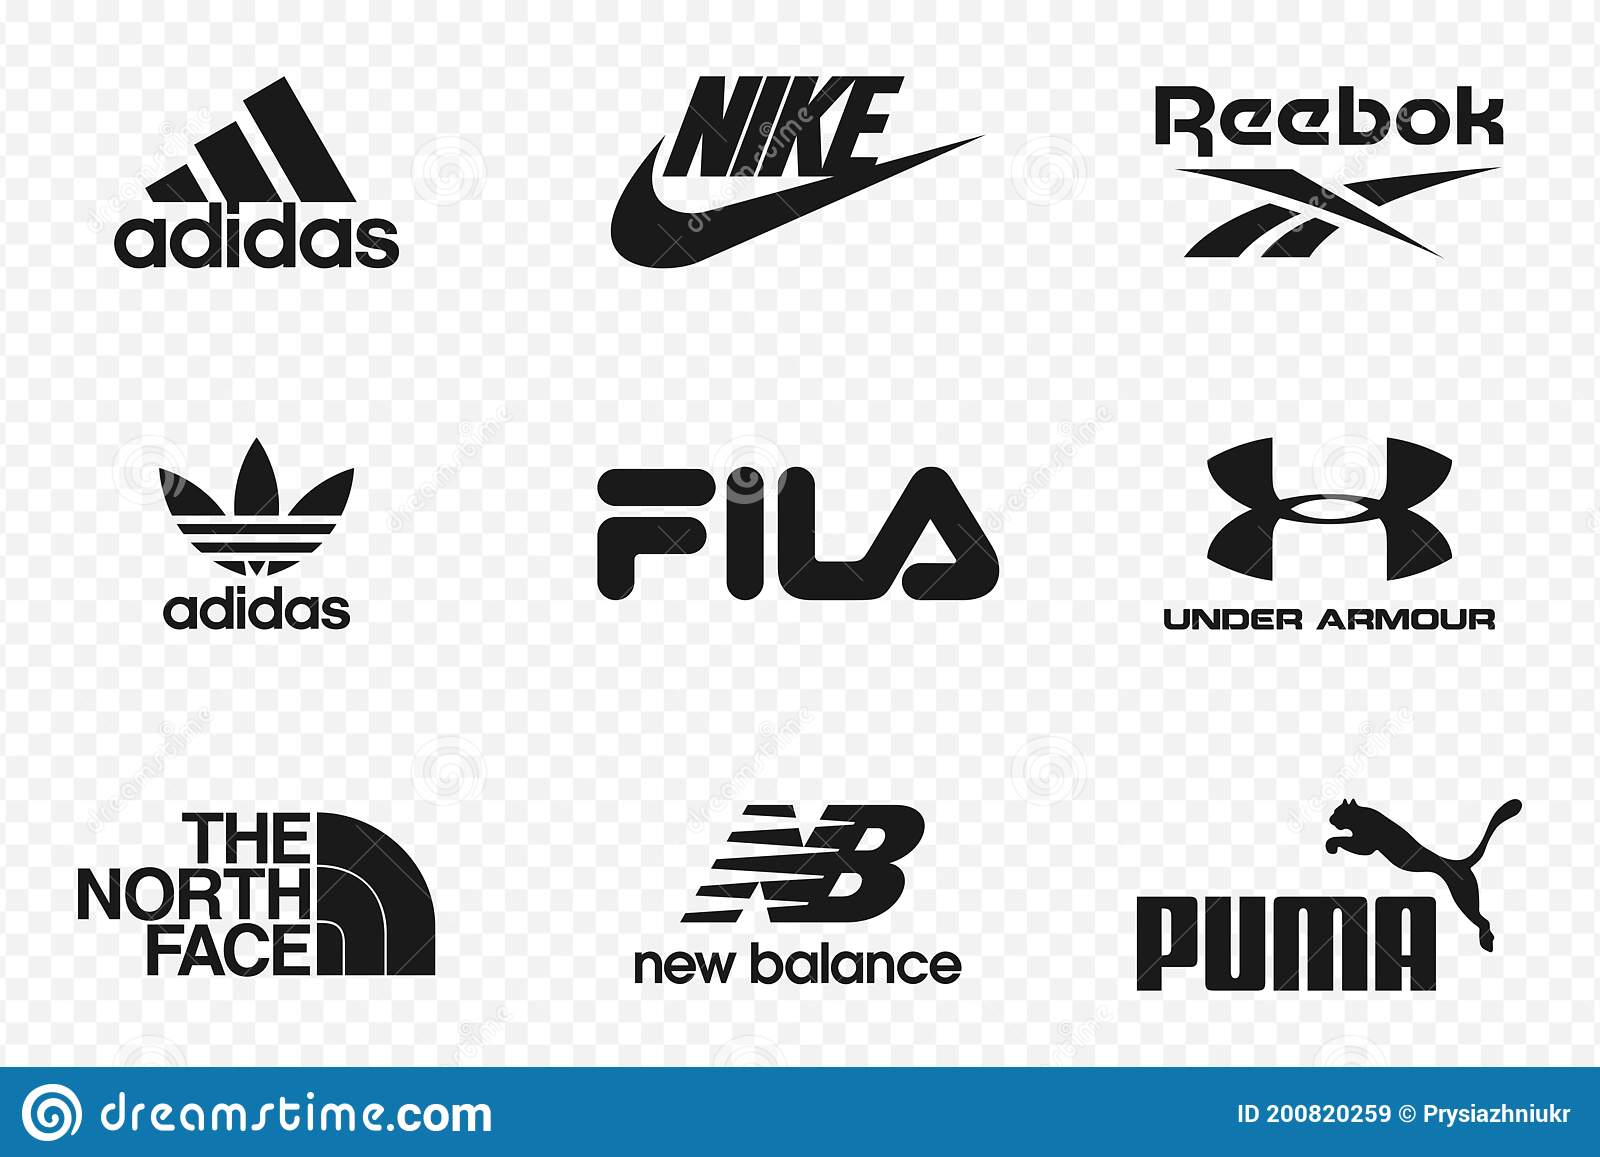 adidas
NIKE
Reebok
adidas
FILA
UNDER ARMOUR
THE
NORTH
FACE
NB
new balance
PUMA
dreamstime.com
ID 200820259 © Prysiazhniukr